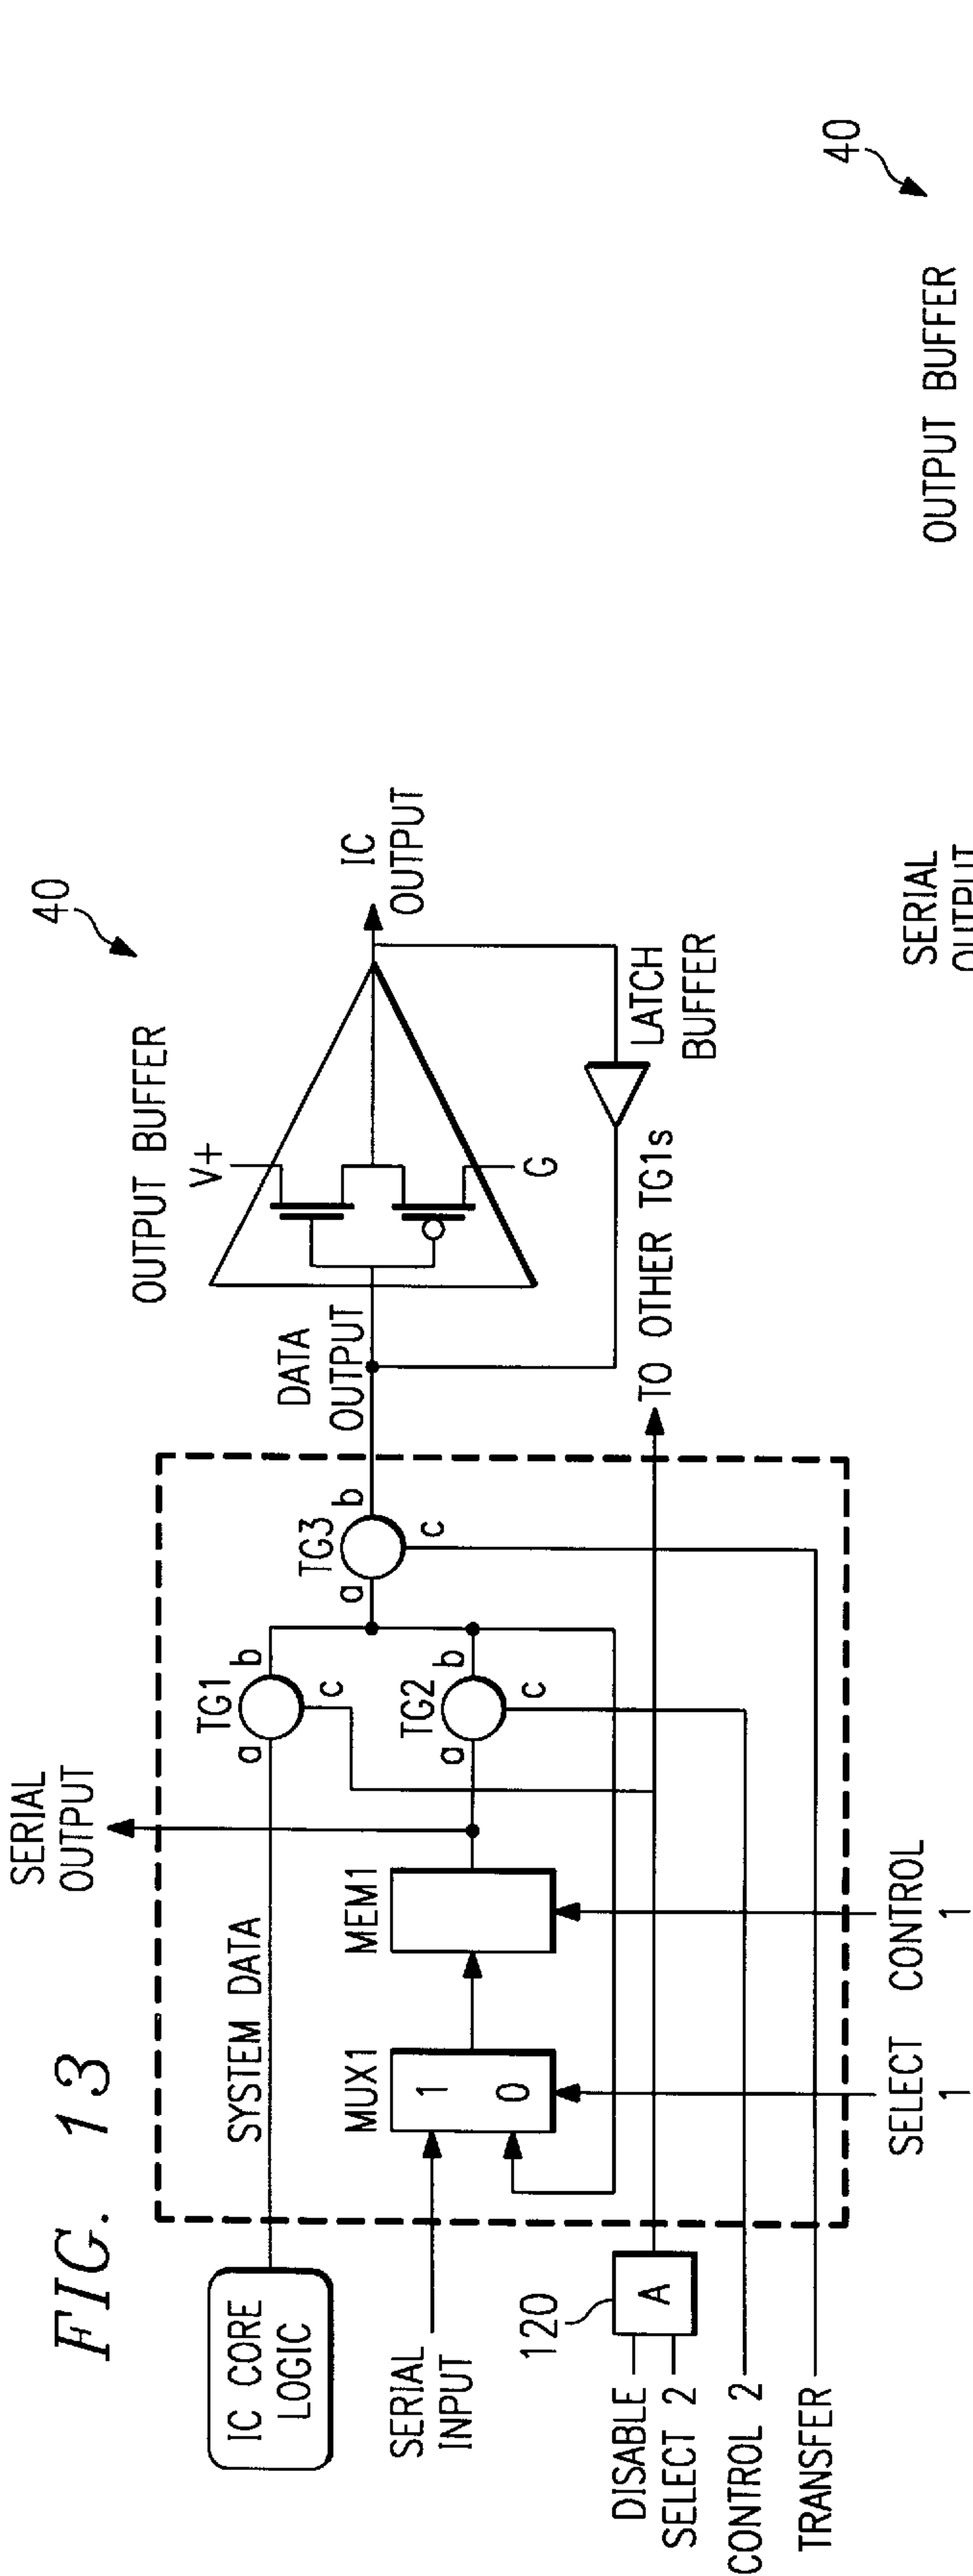 FIG. 13
40
SERIAL
OUTPUT
OUTPUT BUFFER
V+
IC CORE
LOGIC
SYSTEM DATA
TG1
a
b
c
TG3
a
b
c
DATA
OUTPUT
IC
OUTPUT
SERIAL
INPUT
MUX1
1
0
MEM1
TG2
a
b
c
G
LATCH
BUFFER
120
A
TO OTHER TG1s
DISABLE
SELECT 2
CONTROL 2
TRANSFER
SELECT
1
CONTROL
1
40
OUTPUT BUFFER
SERIAL
OUTPUT